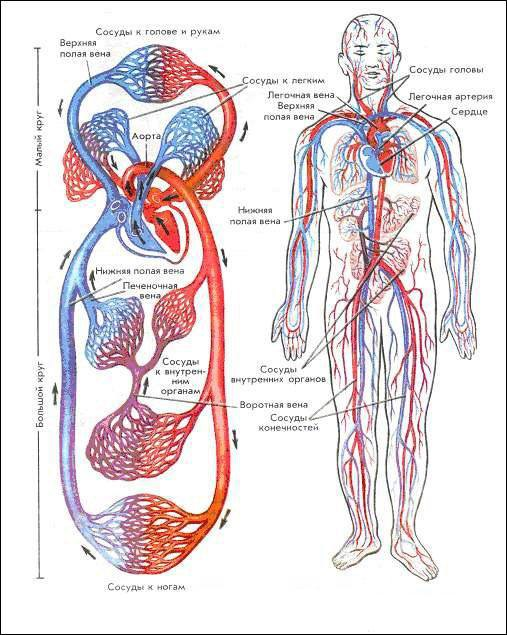 Сосуды к голове и рукам
Верхняя
полая вена
Сосуды к легким
Аорта
Малый круг
Большой круг
Нижняя полая вена
Печеночная
вена
Сосуды
к внутрен-
ним
органам
Воротная вена
Сосуды к ногам
Сосуды головы
Легочная вена
Верхняя
полая вена
Легочная артерия
Сердце
Нижняя
полая вена
Сосуды
внутренних органов
Сосуды
конечностей